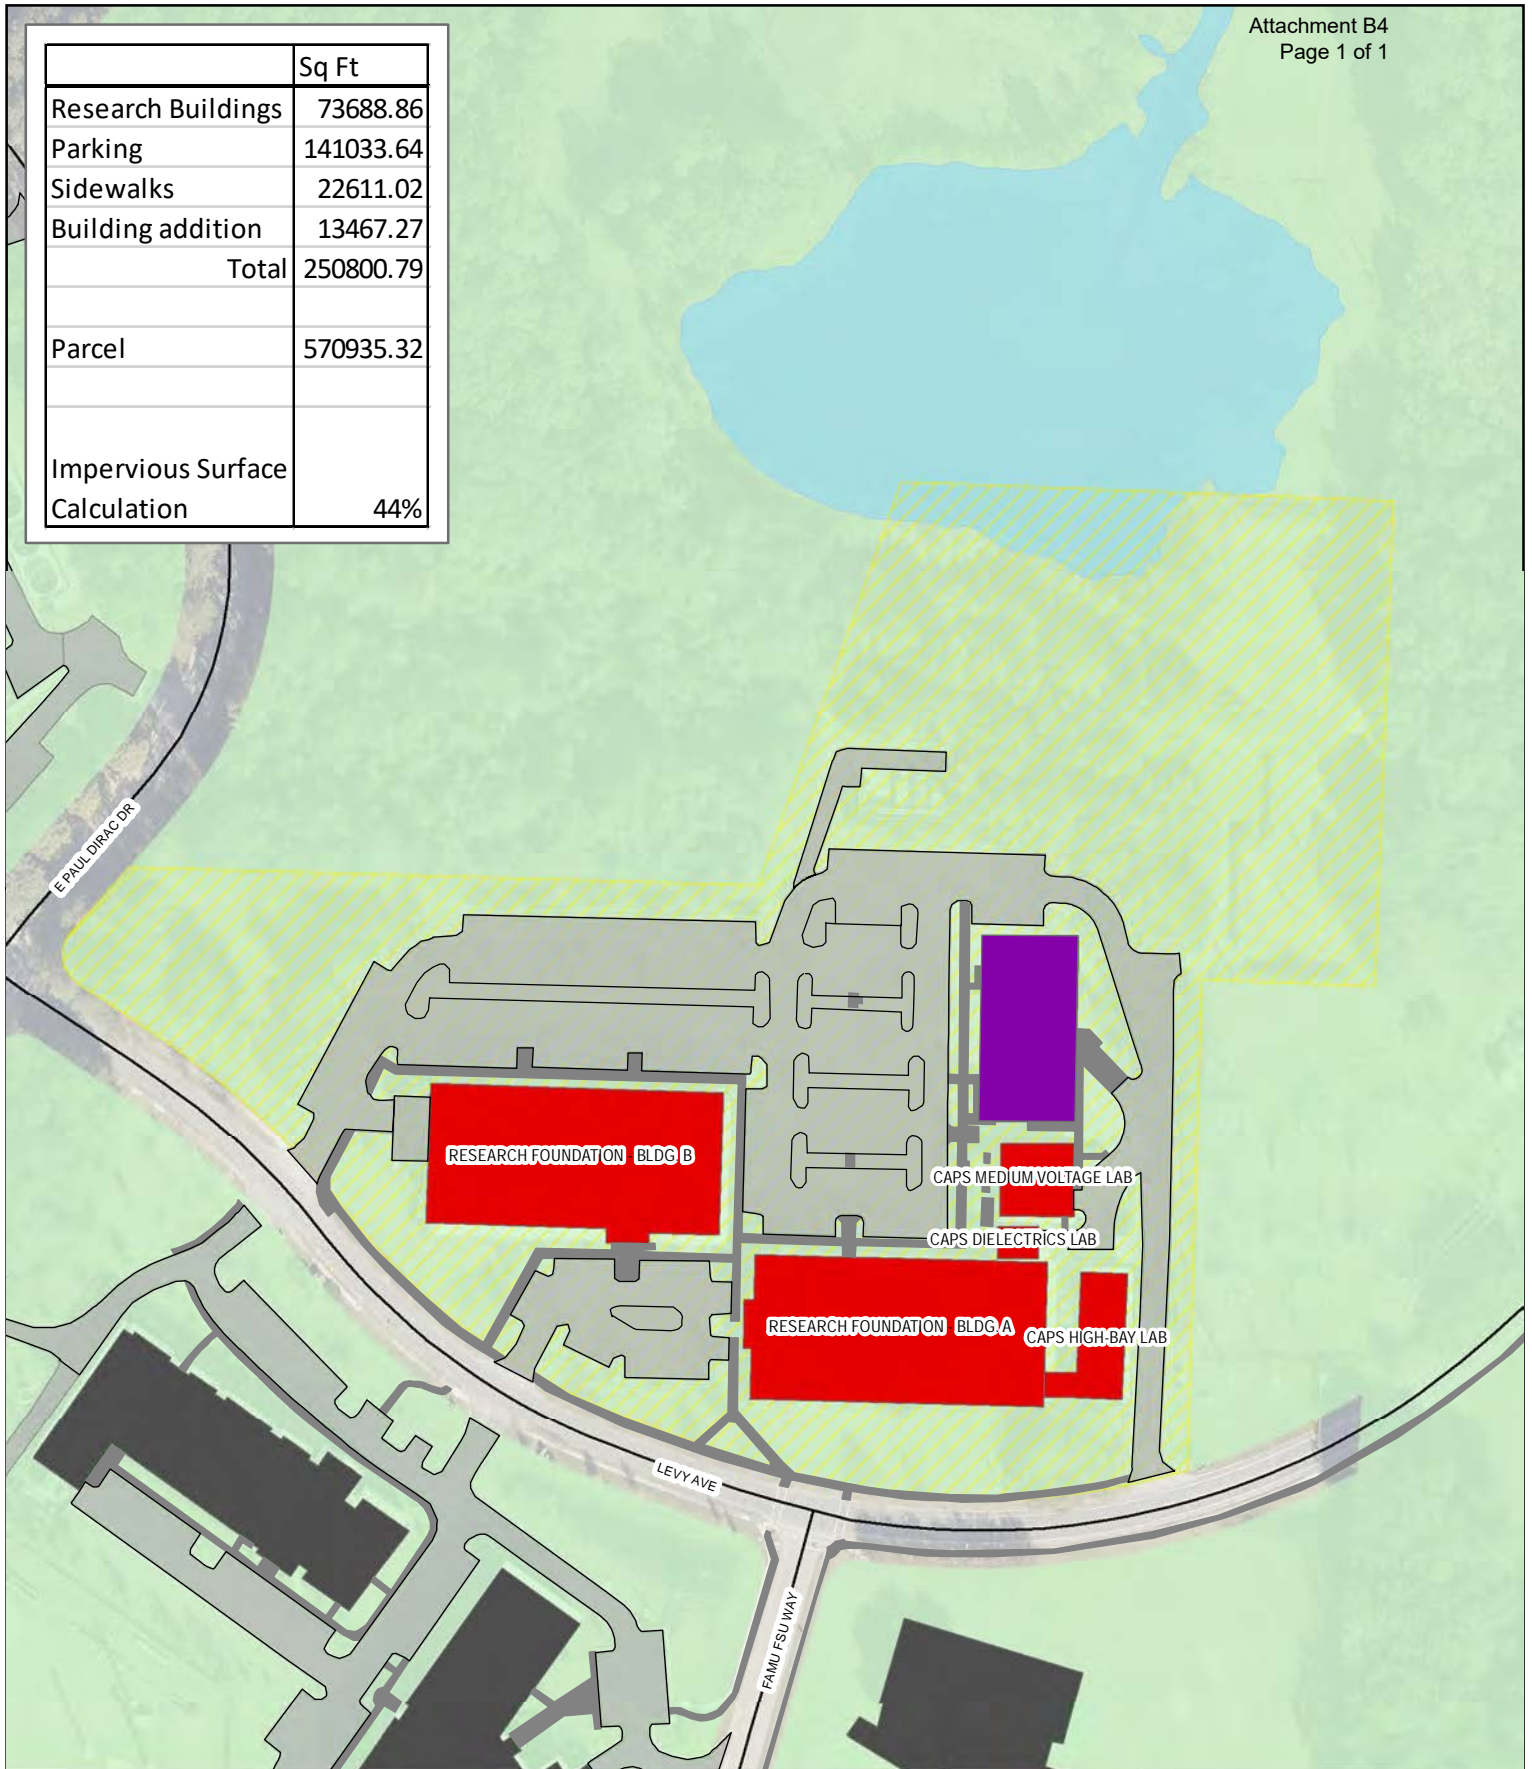 Attachment B4
Page 1 of 1
Sq Ft
Research Buildings 73688.86
Parking 141033.64
Sidewalks 22611.02
Building addition 13467.27
Total 250800.79
Parcel 570935.32
Impervious Surface
Calculation 44%
E PAUL DIRAC DR
RESEARCH FOUNDATION BLDG. B
CAPS MEDIUM VOLTAGE LAB
CAPS DIELECTRICS LAB
RESEARCH FOUNDATION BLDG. A
CAPS HIGH-BAY LAB
LEVY AVE
FAMU FSU WAY